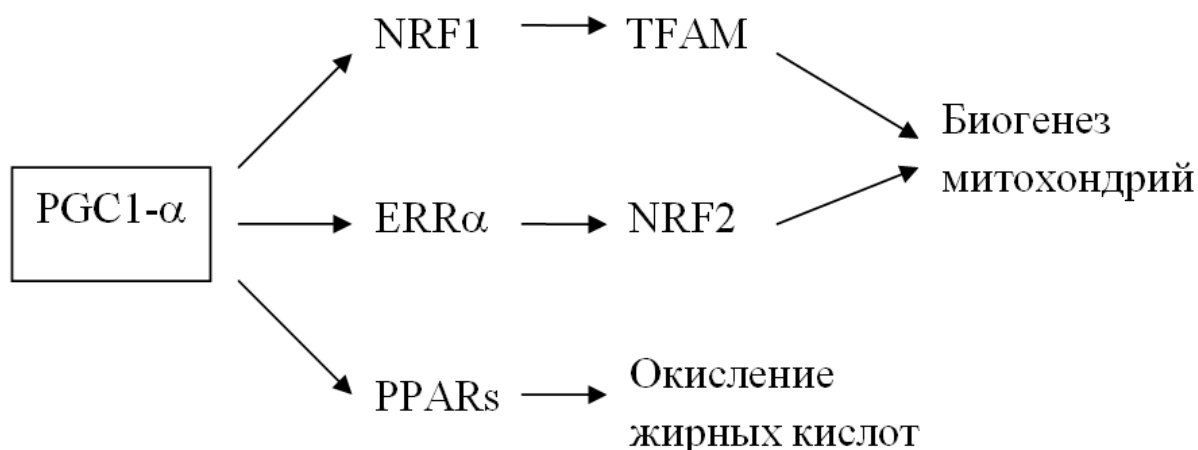 NRF1
TFAM
Биогенез
митохондрий
PGC1-α
ERRα
NRF2
PPARs
Окисление
жирных кислот